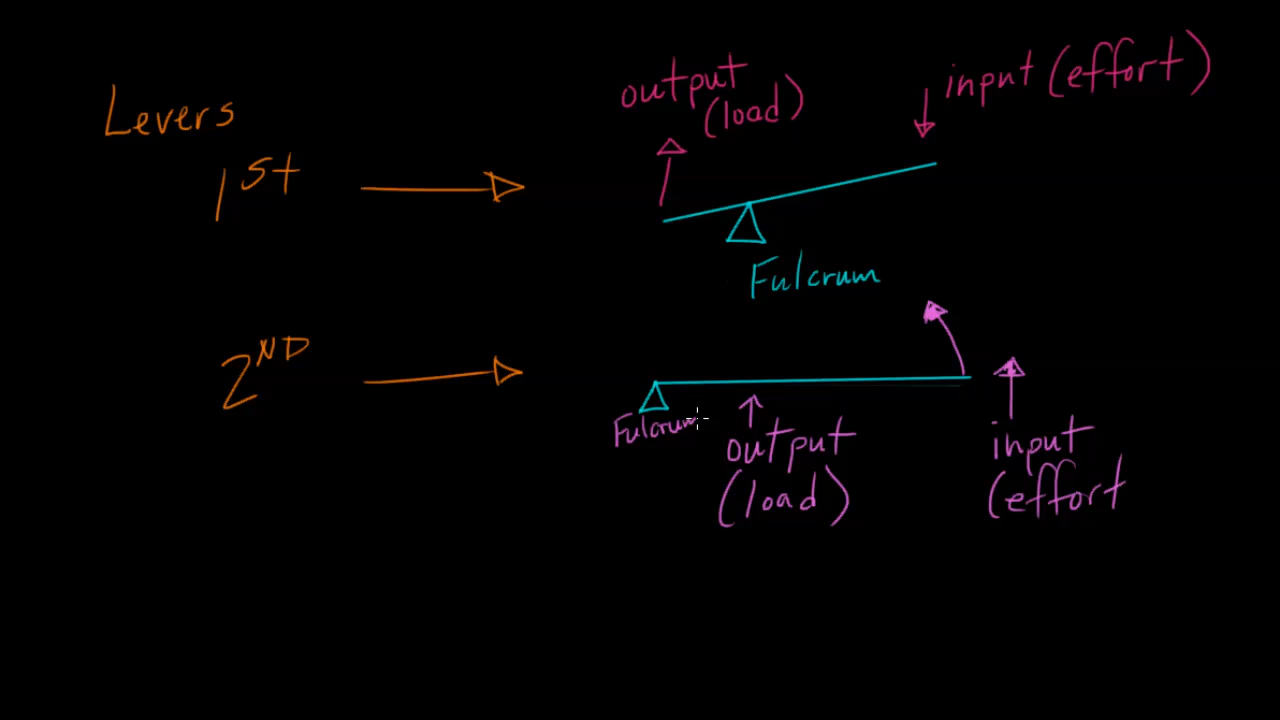 Levers
1st
output
(load)
input (effort)
Fulcrum
2ND
Fulcrum
output
(load)
input
(effort